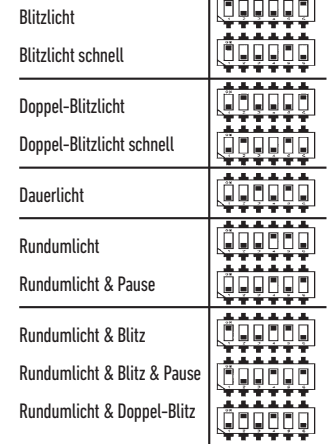 Blitzlicht
Blitzlicht schnell
Doppel-Blitzlicht
Doppel-Blitzlicht schnell
Dauerlicht
Rundumlicht
Rundumlicht & Pause
Rundumlicht & Blitz
Rundumlicht & Blitz & Pause
Rundumlicht & Doppel-Blitz